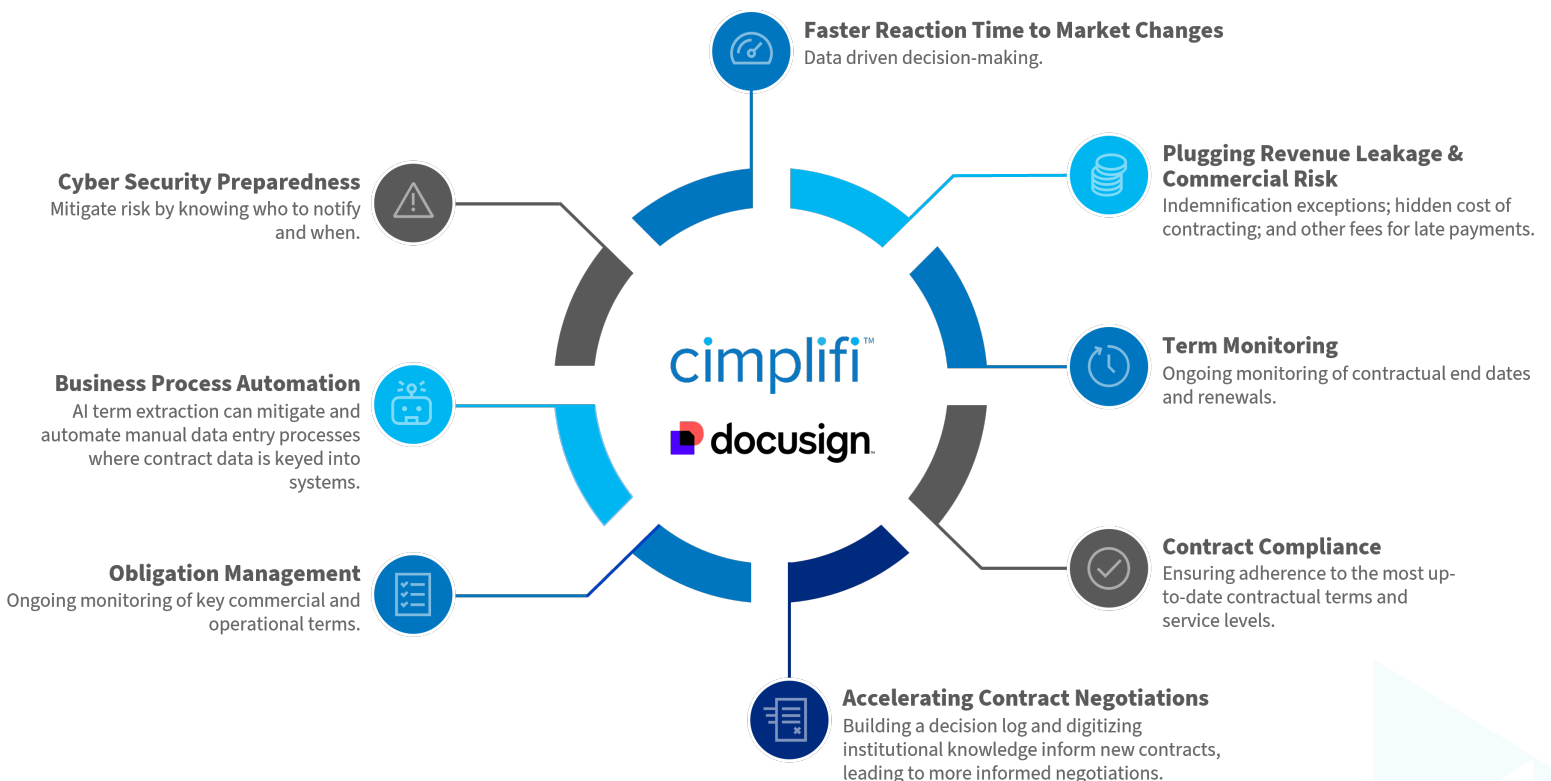 Faster Reaction Time to Market Changes
Data driven decision-making.
Plugging Revenue Leakage &
Commercial Risk
Indemnification exceptions; hidden cost of
contracting; and other fees for late payments.
Term Monitoring
Ongoing monitoring of contractual end dates
and renewals.
Contract Compliance
Ensuring adherence to the most up-
to-date contractual terms and
service levels.
Accelerating Contract Negotiations
Building a decision log and digitizing
institutional knowledge inform new contracts,
leading to more informed negotiations.
Obligation Management
Ongoing monitoring of key commercial and
operational terms.
Business Process Automation
AI term extraction can mitigate and
automate manual data entry processes
where contract data is keyed into
systems.
Cyber Security Preparedness
Mitigate risk by knowing who to notify
and when.
cimplifi™
docusign™